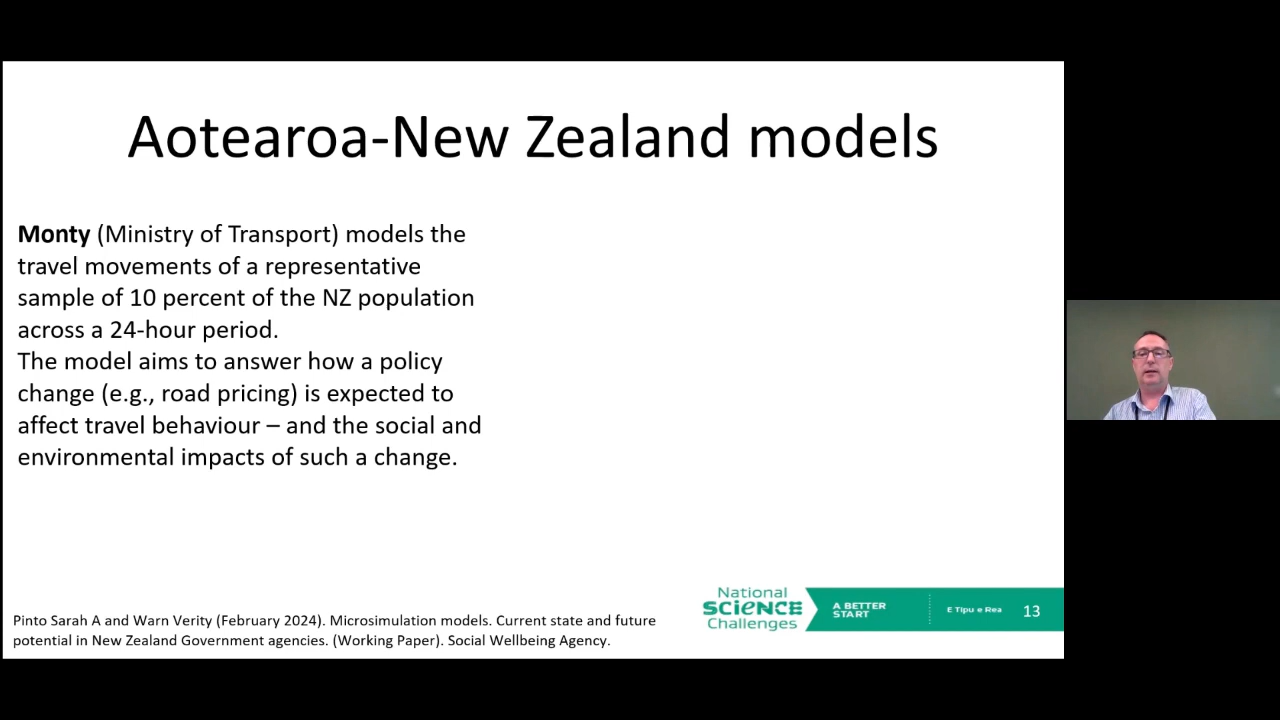 Aotearoa-New Zealand models
Monty (Ministry of Transport) models the
travel movements of a representative
sample of 10 percent of the NZ population
across a 24-hour period.
The model aims to answer how a policy
change (e.g., road pricing) is expected to
affect travel behaviour – and the social and
environmental impacts of such a change.
Pinto Sarah A and Warn Verity (February 2024). Microsimulation models. Current state and future
potential in New Zealand Government agencies. (Working Paper). Social Wellbeing Agency.
National
SCIENCE
Challenges
A BETTER
START
E Tipu e Rea
13